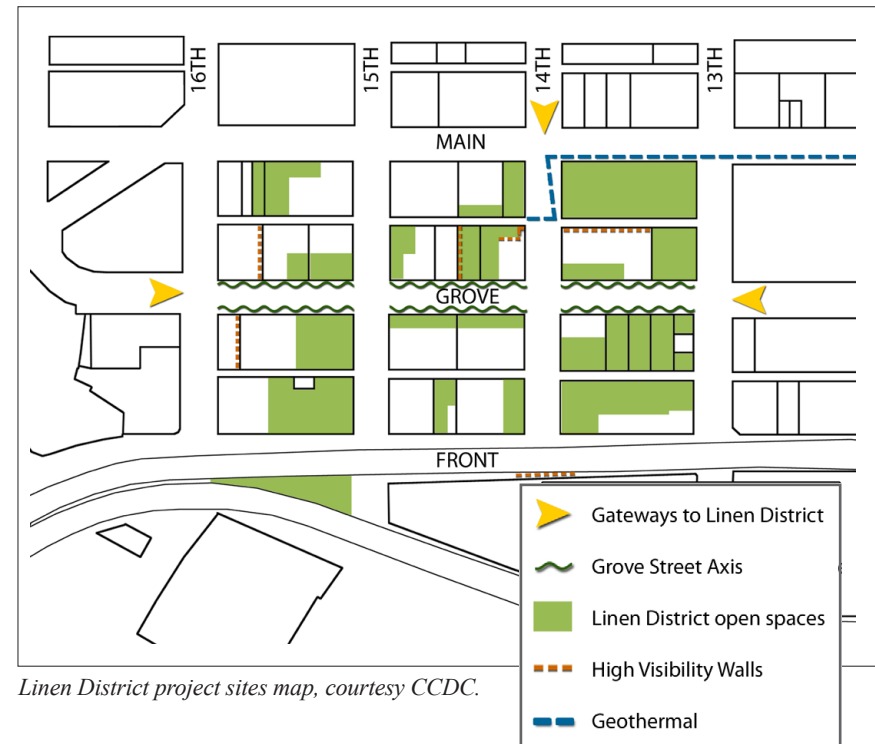 16TH
15TH
14TH
13TH
MAIN
GROVE
FRONT
Gateways to Linen District
Grove Street Axis
Linen District open spaces
High Visibility Walls
Geothermal
Linen District project sites map, courtesy CCDC.